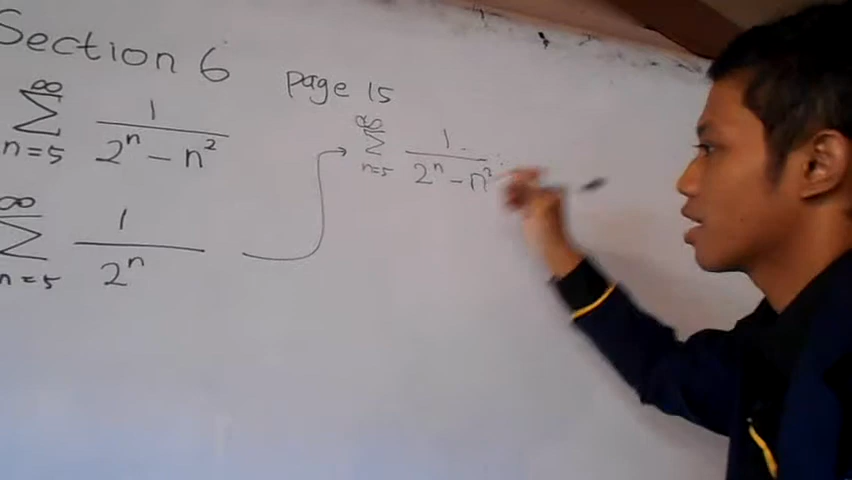 Section 6
∞
Σ 1/(2ⁿ − n²)
n=5
∞
Σ 1/2ⁿ
n=5
page 15
∞
Σ 1/(2ⁿ − n²) :
n=5